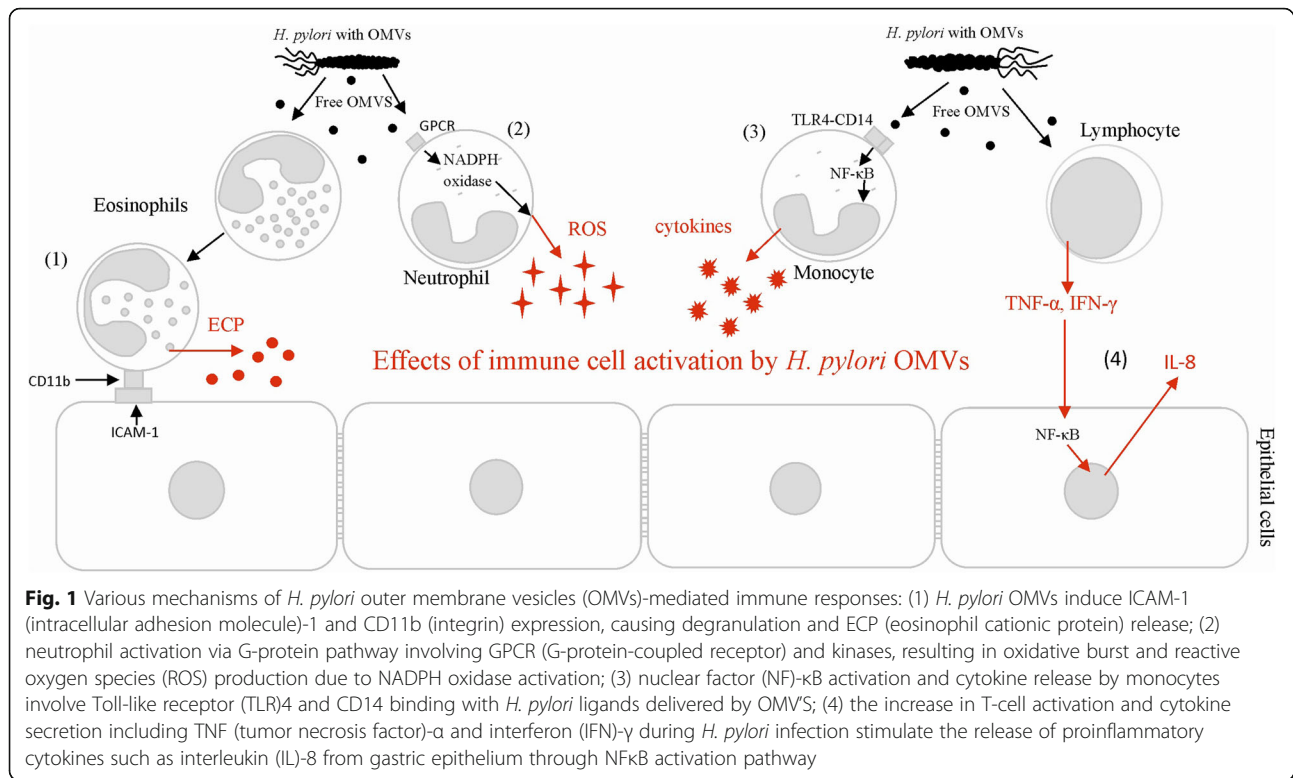 H. pylori with OMVs
H. pylori with OMVs
Free OMVS
Free OMVS
GPCR
(2)
NADPH
oxidase
ROS
Neutrophil
Eosinophils
(1)
ECP
CD11b
ICAM-1
(3)
TLR4-CD14
NF-κB
cytokines
Monocyte
Lymphocyte
TNF-α, IFN-γ
(4)
IL-8
NF-κB
Effects of immune cell activation by H. pylori OMVs
Epithelial cells
Fig. 1 Various mechanisms of H. pylori outer membrane vesicles (OMVs)-mediated immune responses: (1) H. pylori OMVs induce ICAM-1
(intracellular adhesion molecule)-1 and CD11b (integrin) expression, causing degranulation and ECP (eosinophil cationic protein) release; (2)
neutrophil activation via G-protein pathway involving GPCR (G-protein-coupled receptor) and kinases, resulting in oxidative burst and reactive
oxygen species (ROS) production due to NADPH oxidase activation; (3) nuclear factor (NF)-κB activation and cytokine release by monocytes
involve Toll-like receptor (TLR)4 and CD14 binding with H. pylori ligands delivered by OMV'S; (4) the increase in T-cell activation and cytokine
secretion including TNF (tumor necrosis factor)-α and interferon (IFN)-γ during H. pylori infection stimulate the release of proinflammatory
cytokines such as interleukin (IL)-8 from gastric epithelium through NFκB activation pathway